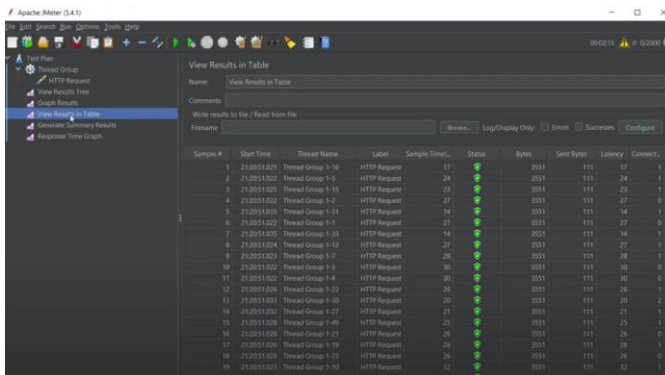 Apache JMeter (5.4.1)
File Edit Search Run Options Tools Help
00:02:15 0 0/2000
Test Plan
Thread Group
HTTP Request
View Results Tree
Graph Results
View Results in Table
Generate Summary Results
Response Time Graph
View Results in Table
Name: View Results in Table
Comments:
Write results to file / Read from file
Filename Browse... Log/Display Only: Errors Successes Configure
Sample # Start Time Thread Name Label Sample Time(... Status Bytes Sent Bytes Latency Connect...
1 21:20:51.023 Thread Group 1-16 HTTP Request 17 3551 111 17 1
2 21:20:51.022 Thread Group 1-5 HTTP Request 24 3551 111 24 1
3 21:20:51.025 Thread Group 1-15 HTTP Request 23 3551 111 23 1
4 21:20:51.022 Thread Group 1-2 HTTP Request 27 3551 111 27 0
5 21:20:51.035 Thread Group 1-31 HTTP Request 14 3551 111 14 1
6 21:20:51.022 Thread Group 1-1 HTTP Request 27 3551 111 27 0
7 21:20:51.035 Thread Group 1-33 HTTP Request 14 3551 111 14 1
8 21:20:51.024 Thread Group 1-12 HTTP Request 27 3551 111 27 1
9 21:20:51.023 Thread Group 1-7 HTTP Request 28 3551 111 28 1
10 21:20:51.022 Thread Group 1-3 HTTP Request 30 3551 111 30 0
11 21:20:51.022 Thread Group 1-4 HTTP Request 30 3551 111 30 0
12 21:20:51.026 Thread Group 1-22 HTTP Request 26 3551 111 26 1
13 21:20:51.033 Thread Group 1-30 HTTP Request 20 3551 111 20 2
14 21:20:51.032 Thread Group 1-27 HTTP Request 21 3551 111 21 1
15 21:20:51.028 Thread Group 1-49 HTTP Request 25 3551 111 25 1
16 21:20:51.028 Thread Group 1-21 HTTP Request 26 3551 111 26 0
17 21:20:51.026 Thread Group 1-19 HTTP Request 28 3551 111 28 1
18 21:20:51.028 Thread Group 1-23 HTTP Request 26 3551 111 26 0
19 21:20:51.023 Thread Group 1-10 HTTP Request 32 3551 111 32 1